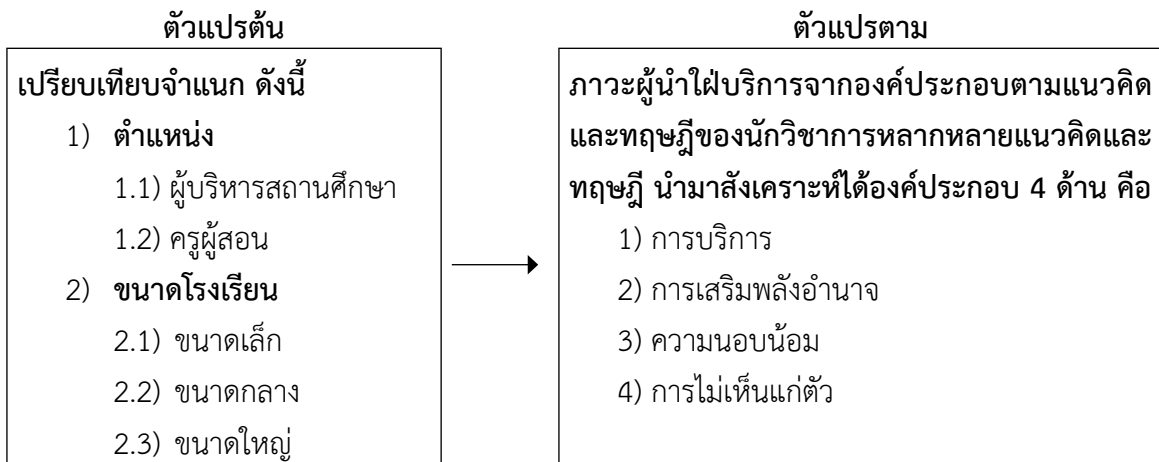 ตัวแปรต้น
เปรียบเทียบจำแนก ดังนี้
1) ตำแหน่ง
1.1) ผู้บริหารสถานศึกษา
1.2) ครูผู้สอน
2) ขนาดโรงเรียน
2.1) ขนาดเล็ก
2.2) ขนาดกลาง
2.3) ขนาดใหญ่
ตัวแปรตาม
ภาวะผู้นำใฝ่บริการจากองค์ประกอบตามแนวคิด
และทฤษฎีของนักวิชาการหลากหลายแนวคิดและ
ทฤษฎี นำมาสังเคราะห์ได้องค์ประกอบ 4 ด้าน คือ
1) การบริการ
2) การเสริมพลังอำนาจ
3) ความนอบน้อม
4) การไม่เห็นแก่ตัว